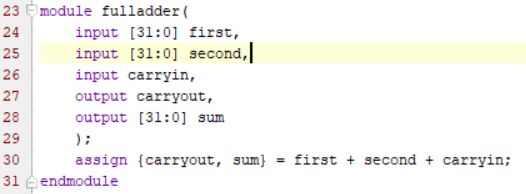 23 module fulladder(
24 input [31:0] first,
25 input [31:0] second,
26 input carryin,
27 output carryout,
28 output [31:0] sum
29 );
30 assign {carryout, sum} = first + second + carryin;
31 endmodule